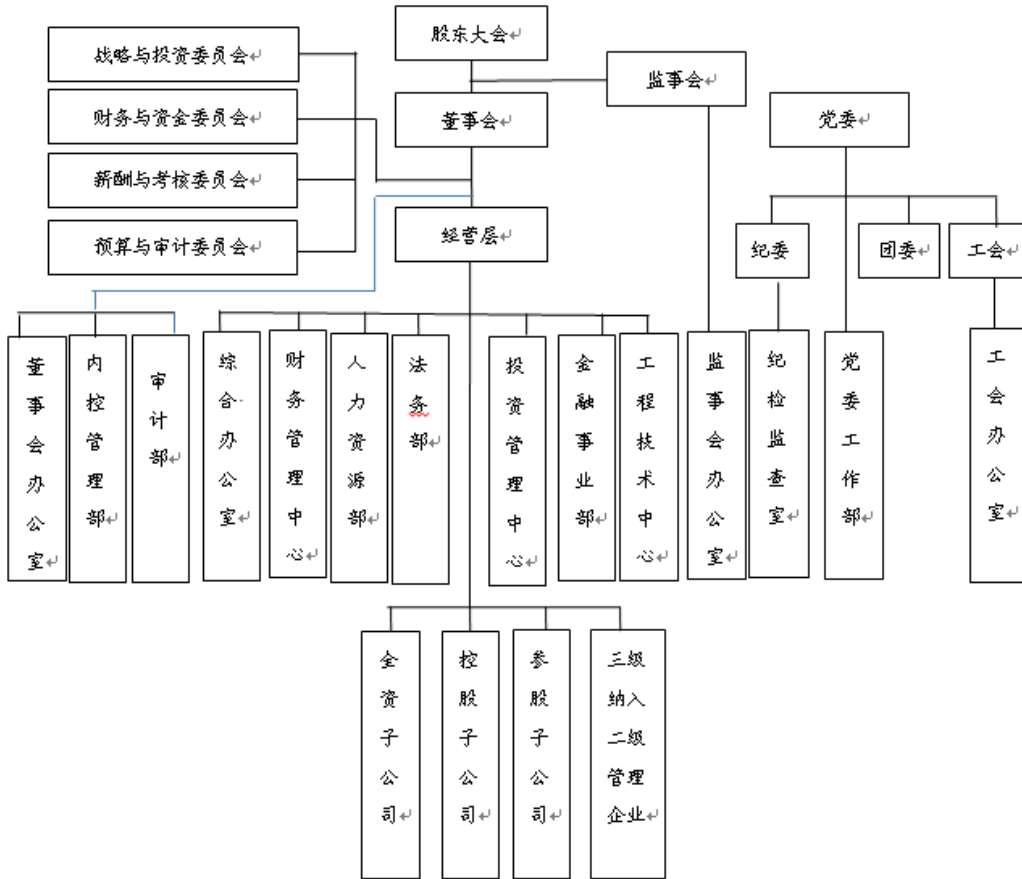 股东大会
战略与投资委员会
监事会
财务与资金委员会
董事会
党委
薪酬与考核委员会
经营层
预算与审计委员会
纪委
团委
工会
董事会办公室
内控管理部
审计部
综合办公室
财务管理中心
人力资源部
法务部
投资管理中心
金融事业部
工程技术中心
监事会办公室
纪检监查室
党委工作部
工会办公室
全资子公司
控股子公司
参股子公司
三级
纳入
二级
管理
企业